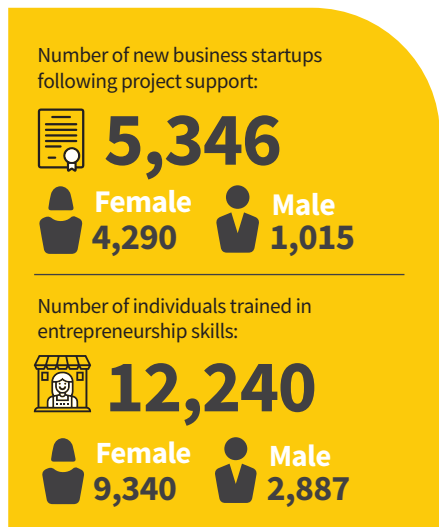 Number of new business startups
following project support:
5,346
Female
4,290
Male
1,015
Number of individuals trained in
entrepreneurship skills:
12,240
Female
9,340
Male
2,887